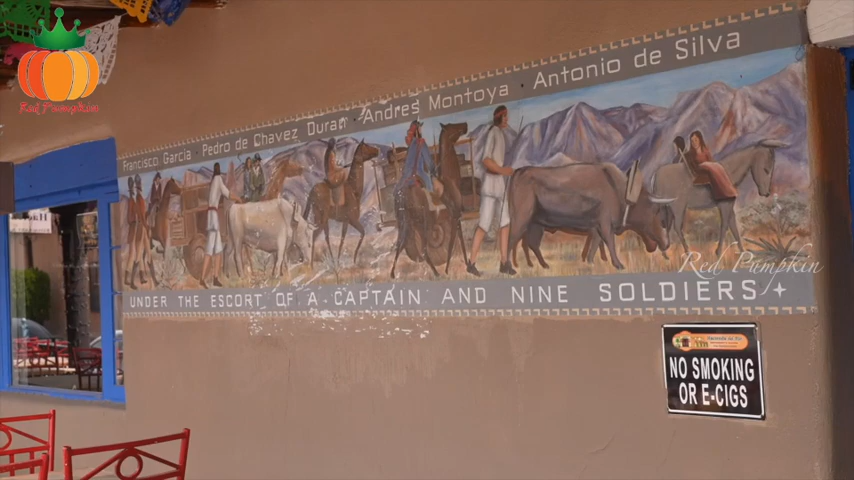 Red Pumpkin
Francisco Garcia Pedro de Chavez Duran Andres Montoya Antonio de Silva
UNDER THE ESCORT OF A CAPTAIN AND NINE SOLDIERS
Red Pumpkin
NO SMOKING
OR E-CIGS